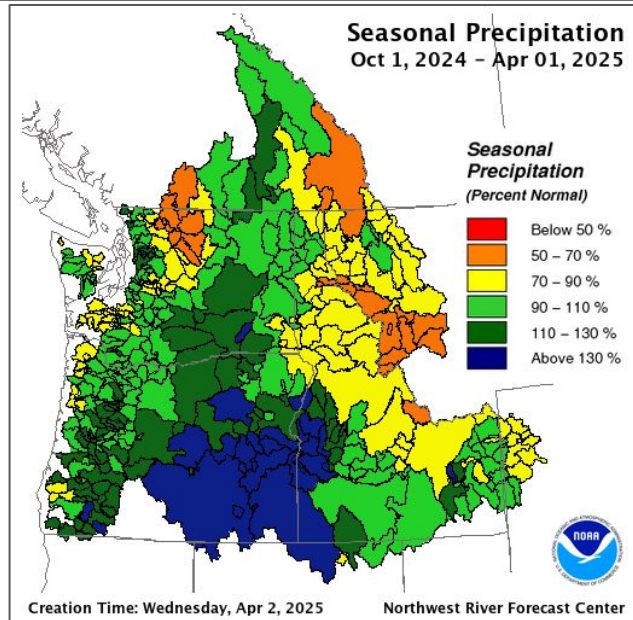 Seasonal Precipitation
Oct 1, 2024 – Apr 01, 2025
Seasonal
Precipitation
(Percent Normal)
Below 50 %
50 – 70 %
70 – 90 %
90 – 110 %
110 – 130 %
Above 130 %
NOAA
Creation Time: Wednesday, Apr 2, 2025
Northwest River Forecast Center